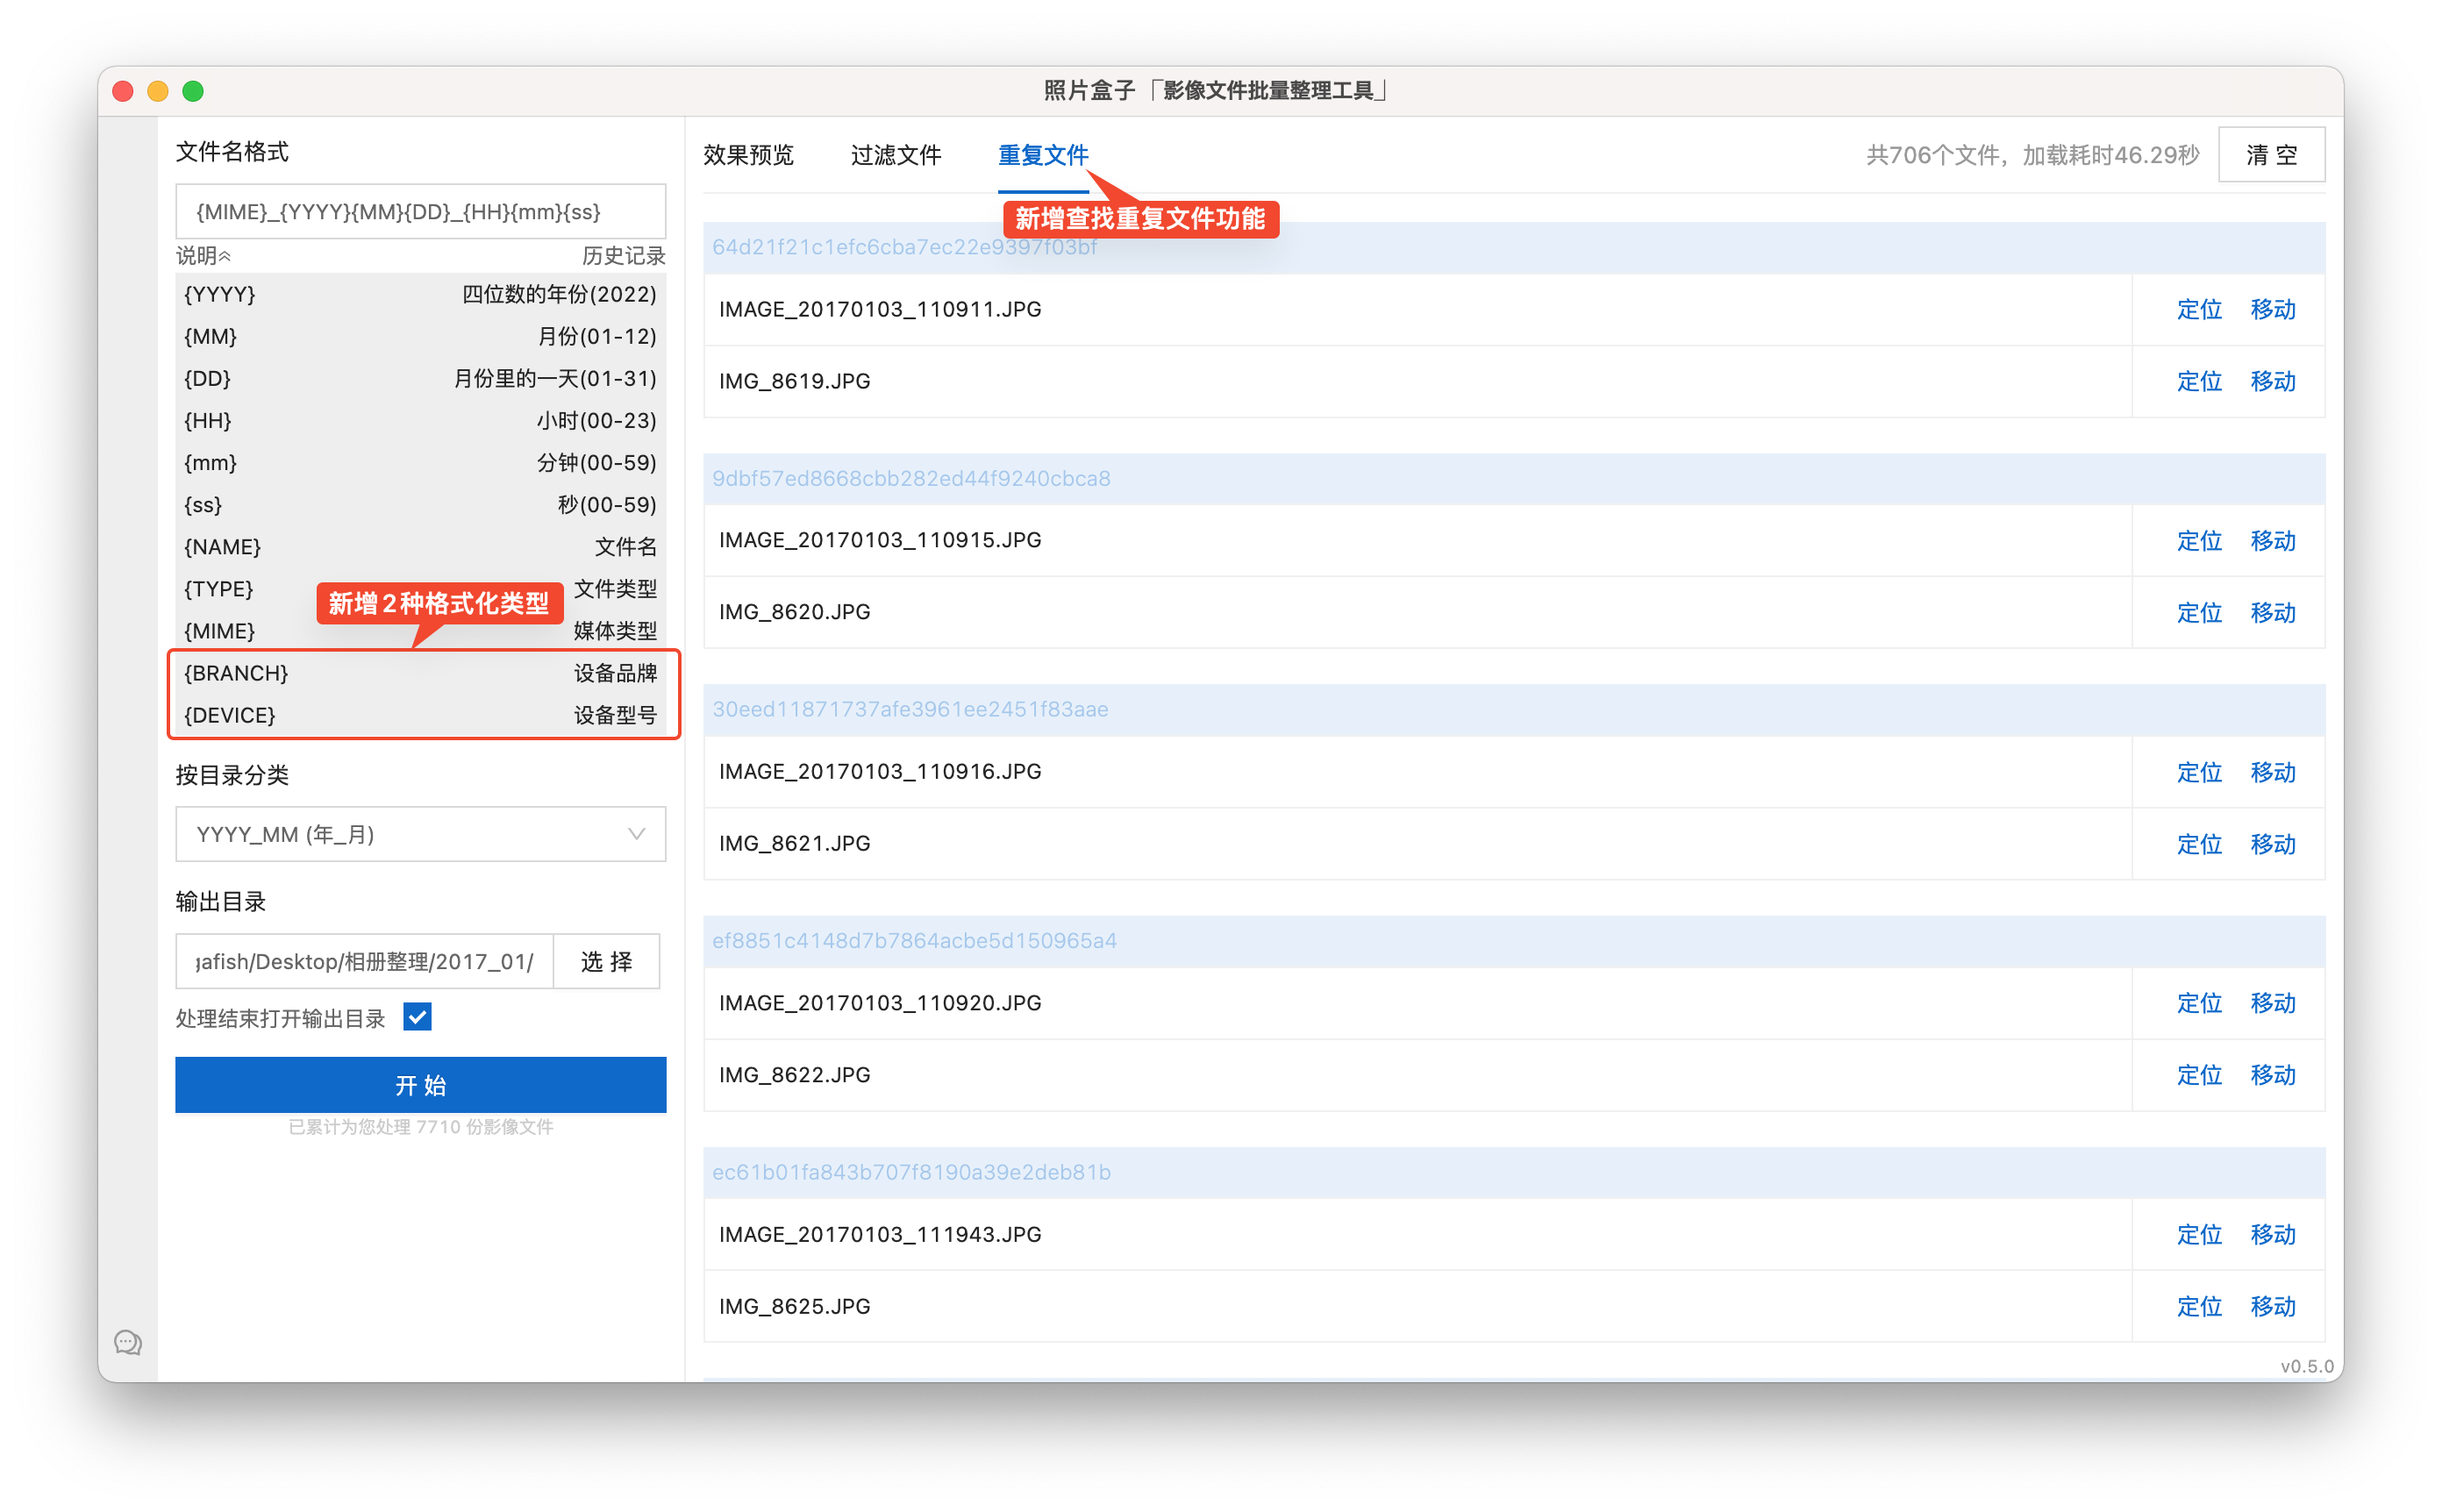 照片盒子「影像文件批量整理工具」
文件名格式
{MIME}_{YYYY}{MM}{DD}_{HH}{mm}{ss}
说明
历史记录
{YYYY} 四位数的年份(2022)
{MM} 月份(01-12)
{DD} 月份里的一天(01-31)
{HH} 小时(00-23)
{mm} 分钟(00-59)
{ss} 秒(00-59)
{NAME} 文件名
{TYPE} 文件类型
新增2种格式化类型
{MIME} 媒体类型
{BRANCH} 设备品牌
{DEVICE} 设备型号
按目录分类
YYYY_MM (年_月)
输出目录
gafish/Desktop/相册整理/2017_01/
选 择
处理结束打开输出目录
开 始
已累计为您处理 7710 份影像文件
效果预览 过滤文件 重复文件
共706个文件，加载耗时46.29秒
清 空
新增查找重复文件功能
64d21f21c1efc6cba7ec22e9397f03bf
IMAGE_20170103_110911.JPG 定位 移动
IMG_8619.JPG 定位 移动
9dbf57ed8668cbb282ed44f9240cbca8
IMAGE_20170103_110915.JPG 定位 移动
IMG_8620.JPG 定位 移动
30eed11871737afe3961ee2451f83aae
IMAGE_20170103_110916.JPG 定位 移动
IMG_8621.JPG 定位 移动
ef8851c4148d7b7864acbe5d150965a4
IMAGE_20170103_110920.JPG 定位 移动
IMG_8622.JPG 定位 移动
ec61b01fa843b707f8190a39e2deb81b
IMAGE_20170103_111943.JPG 定位 移动
IMG_8625.JPG 定位 移动
v0.5.0